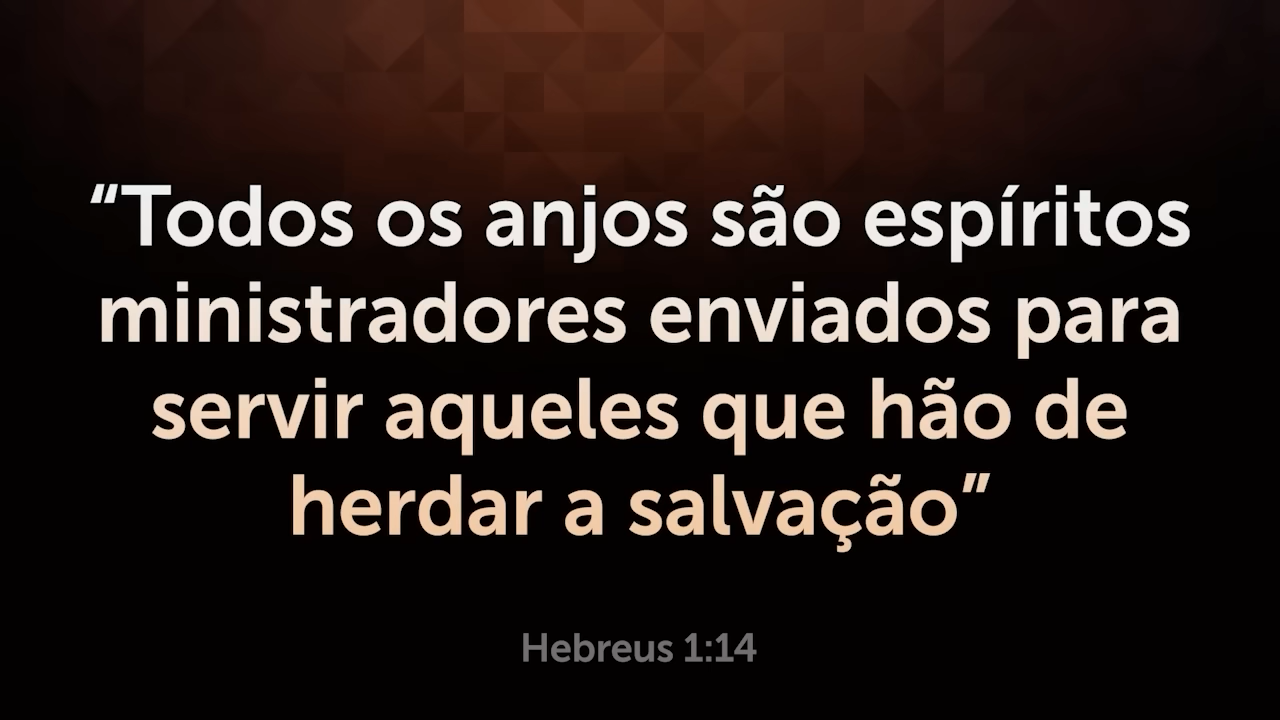 “Todos os anjos são espíritos
ministradores enviados para
servir aqueles que hão de
herdar a salvação”
Hebreus 1:14